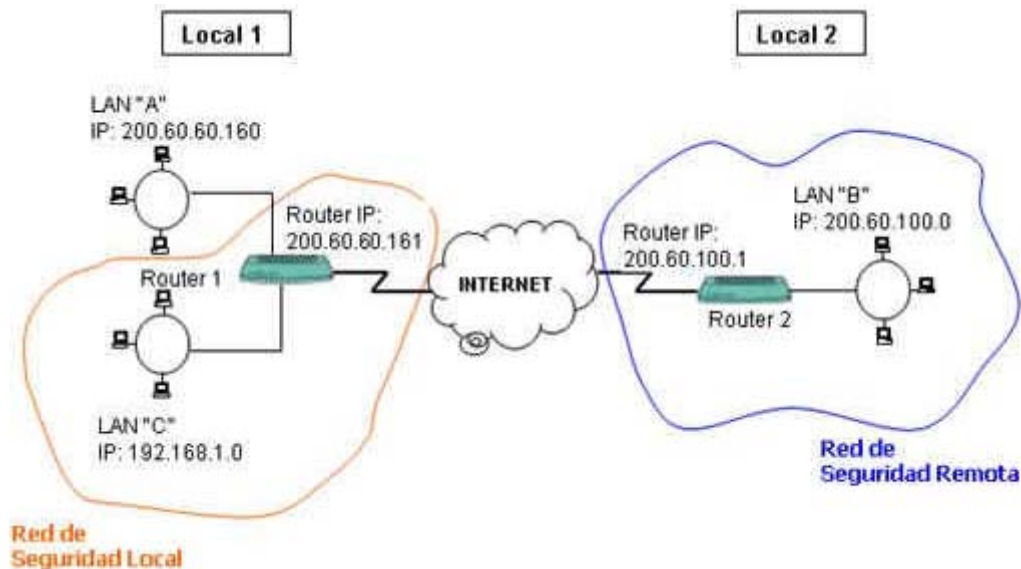 Local 1
Local 2
LAN "A"
IP: 200.60.60.160
Router IP:
200.60.60.161
Router 1
LAN "C"
IP: 192.168.1.0
INTERNET
@
Router IP:
200.60.100.1
Router 2
LAN "B"
IP: 200.60.100.0
Red de
Seguridad Remota
Red de
Seguridad Local